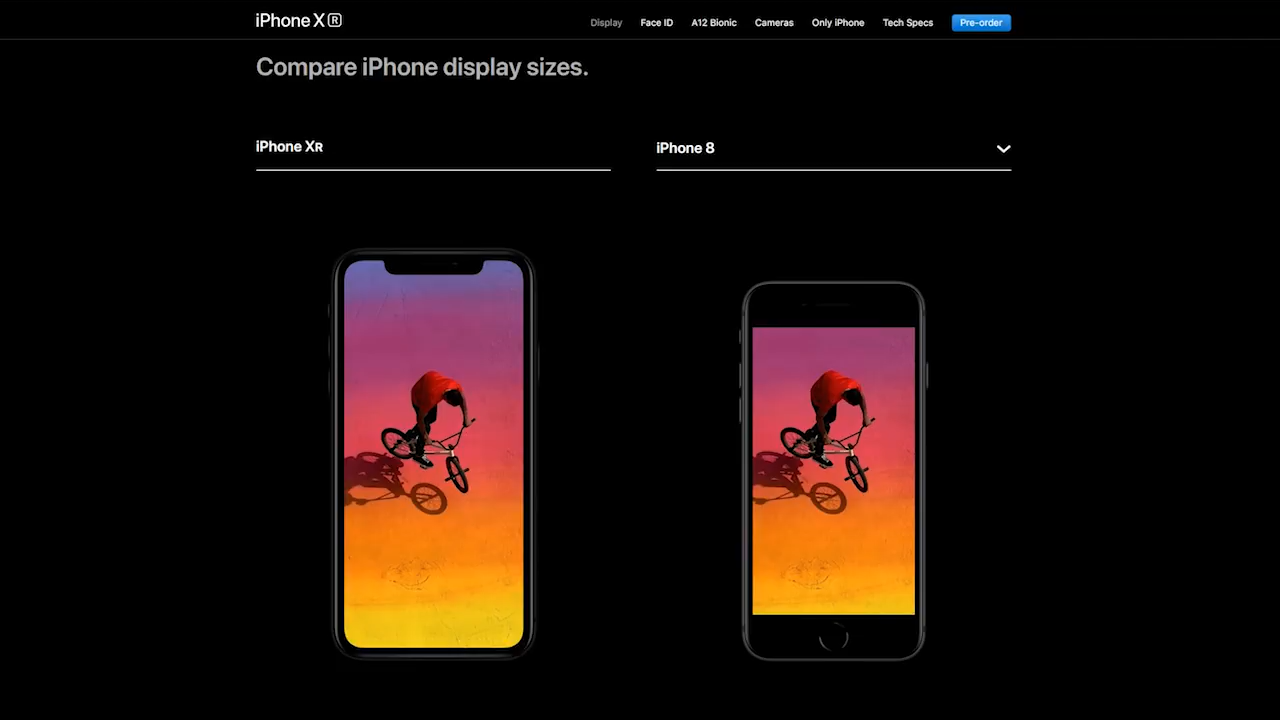 iPhone XR
Display Face ID A12 Bionic Cameras Only iPhone Tech Specs Pre-order
Compare iPhone display sizes.
iPhone XR
iPhone 8